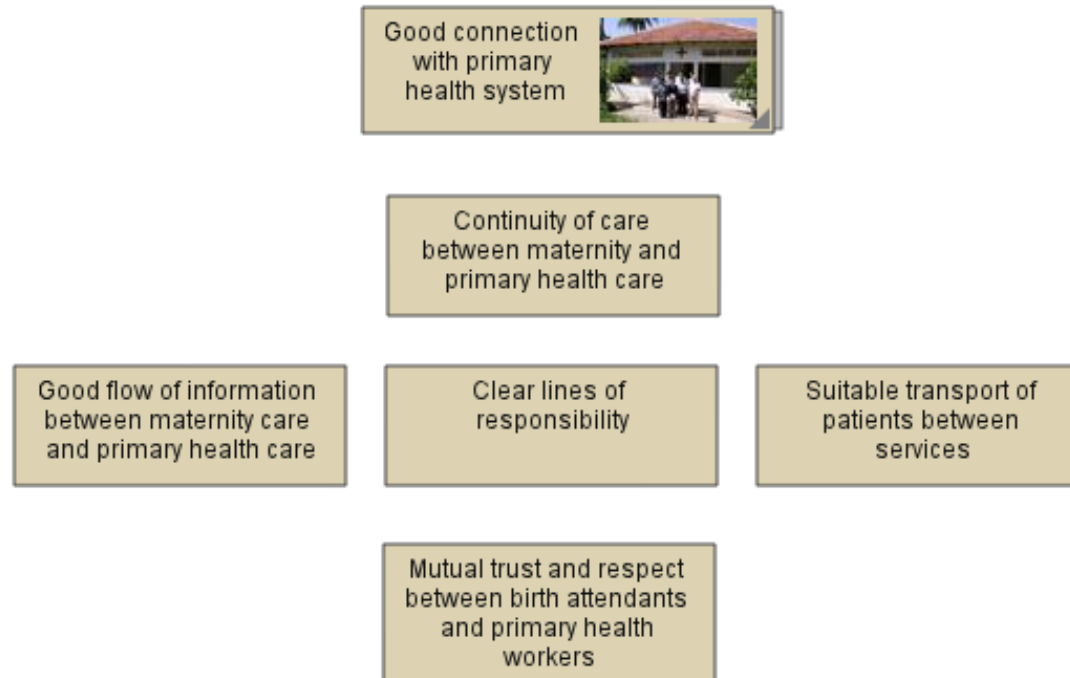 Good connection
with primary
health system
Continuity of care
between maternity and
primary health care
Good flow of information
between maternity care
and primary health care
Clear lines of
responsibility
Suitable transport of
patients between
services
Mutual trust and respect
between birth attendants
and primary health
workers